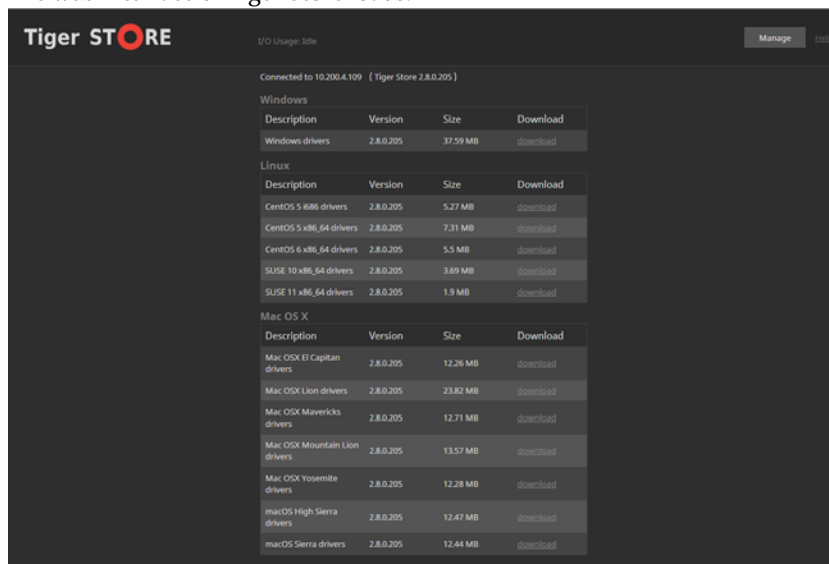 Tiger STORE
I/O Usage: Idle
Manage
Connected to 10.200.4.109 ( Tiger Store 2.8.0.205 )
Windows
Description Version Size Download
Windows drivers 2.8.0.205 37.59 MB download
Linux
Description Version Size Download
CentOS 5 i686 drivers 2.8.0.205 5.27 MB download
CentOS 5 x86_64 drivers 2.8.0.205 7.31 MB download
CentOS 6 x86_64 drivers 2.8.0.205 5.5 MB download
SUSE 10 x86_64 drivers 2.8.0.205 3.69 MB download
SUSE 11 x86_64 drivers 2.8.0.205 1.9 MB download
Mac OS X
Description Version Size Download
Mac OSX El Capitan
drivers 2.8.0.205 12.26 MB download
Mac OSX Lion drivers 2.8.0.205 23.82 MB download
Mac OSX Mavericks
drivers 2.8.0.205 12.71 MB download
Mac OSX Mountain Lion
drivers 2.8.0.205 13.57 MB download
Mac OSX Yosemite
drivers 2.8.0.205 12.28 MB download
macOS High Sierra
drivers 2.8.0.205 12.47 MB download
macOS Sierra drivers 2.8.0.205 12.44 MB download